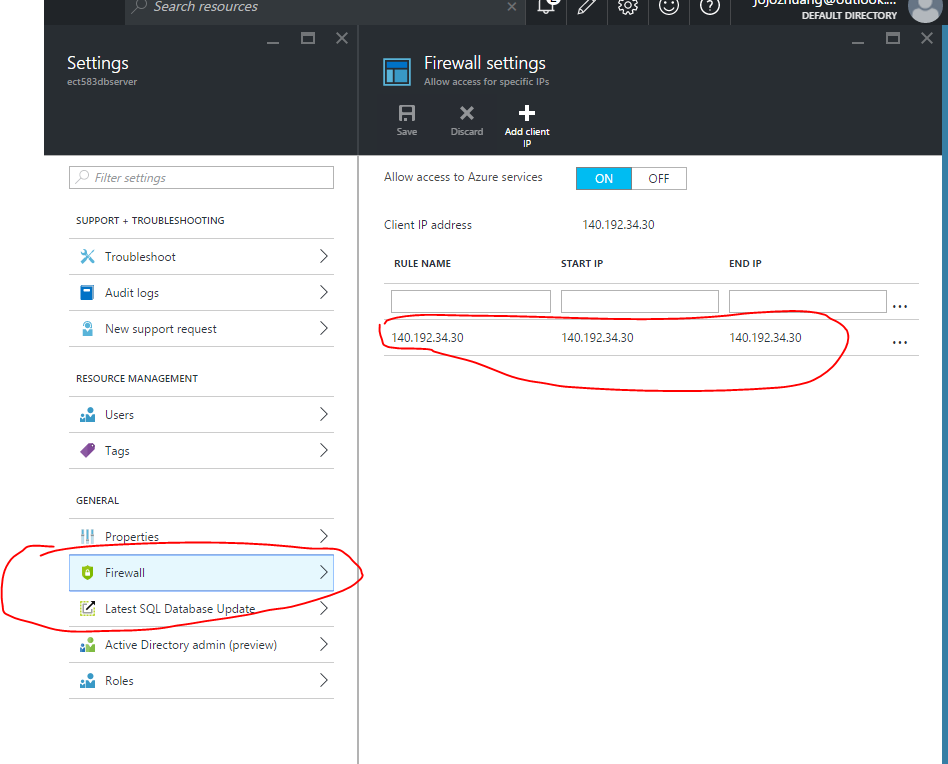 Search resources
jojozhuang@outlook....
DEFAULT DIRECTORY
Settings
ect583dbserver
Firewall settings
Allow access for specific IPs
Save
Discard
Add client
IP
Filter settings
SUPPORT + TROUBLESHOOTING
Troubleshoot
Audit logs
New support request
RESOURCE MANAGEMENT
Users
Tags
GENERAL
Properties
Firewall
Latest SQL Database Update
Active Directory admin (preview)
Roles
Allow access to Azure services
ON OFF
Client IP address 140.192.34.30
RULE NAME START IP END IP
140.192.34.30 140.192.34.30 140.192.34.30